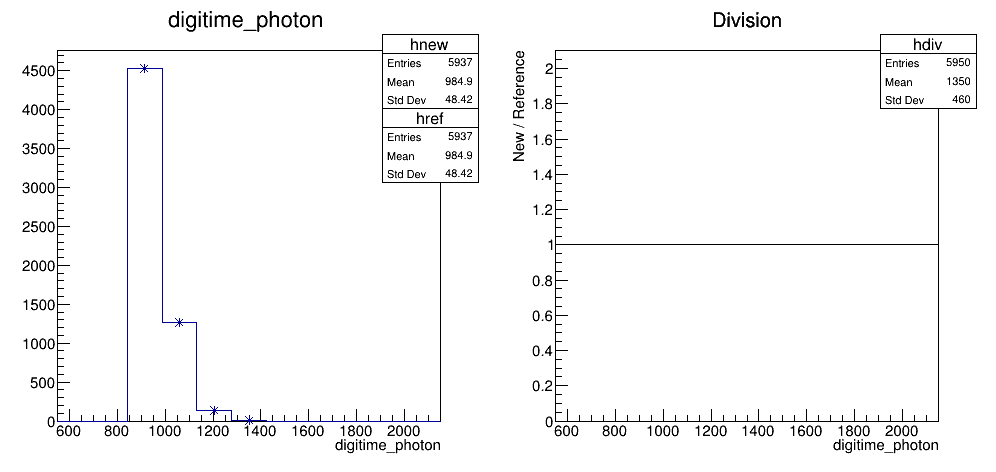 digitime_photon
hnew
Entries 5937
Mean 984.9
Std Dev 48.42
href
Entries 5937
Mean 984.9
Std Dev 48.42
4500
4000
3500
3000
2500
2000
1500
1000
500
0
600 800 1000 1200 1400 1600 1800 2000
digitime_photon
Division
hdiv
Entries 5950
Mean 1350
Std Dev 460
New / Reference
2
1.8
1.6
1.4
1.2
1
0.8
0.6
0.4
0.2
0
600 800 1000 1200 1400 1600 1800 2000
digitime_photon